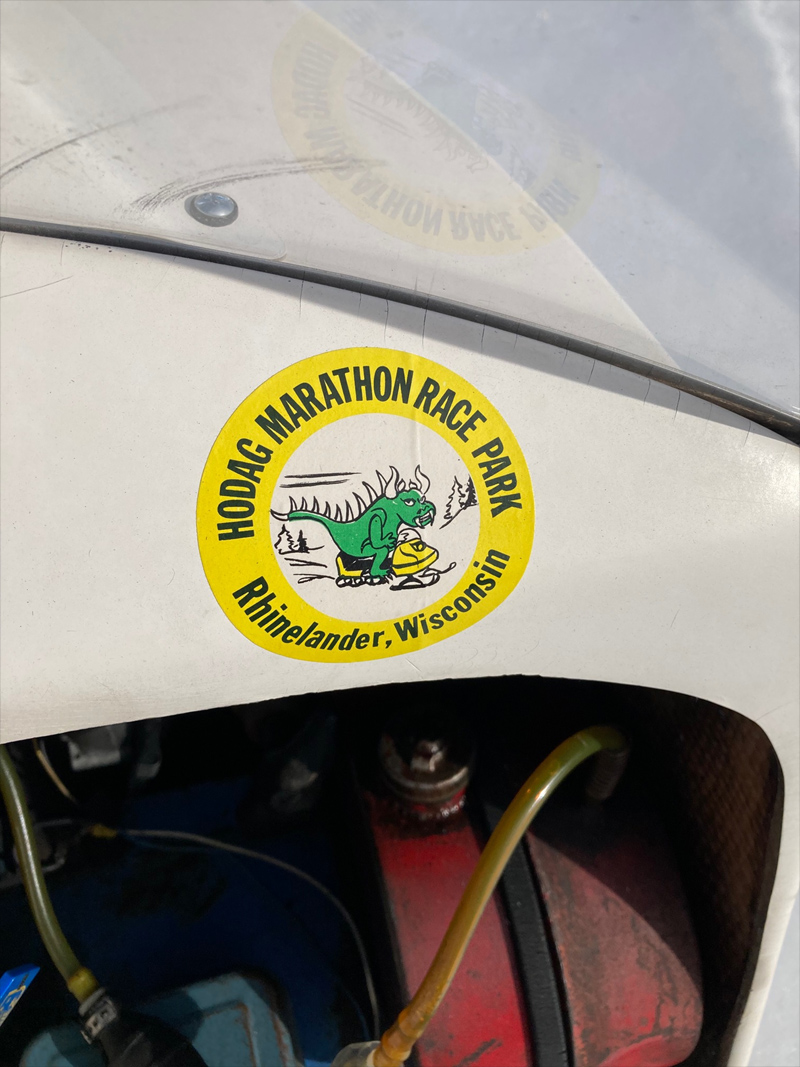 HODAG MARATHON RACE PARK
Rhinelander, Wisconsin